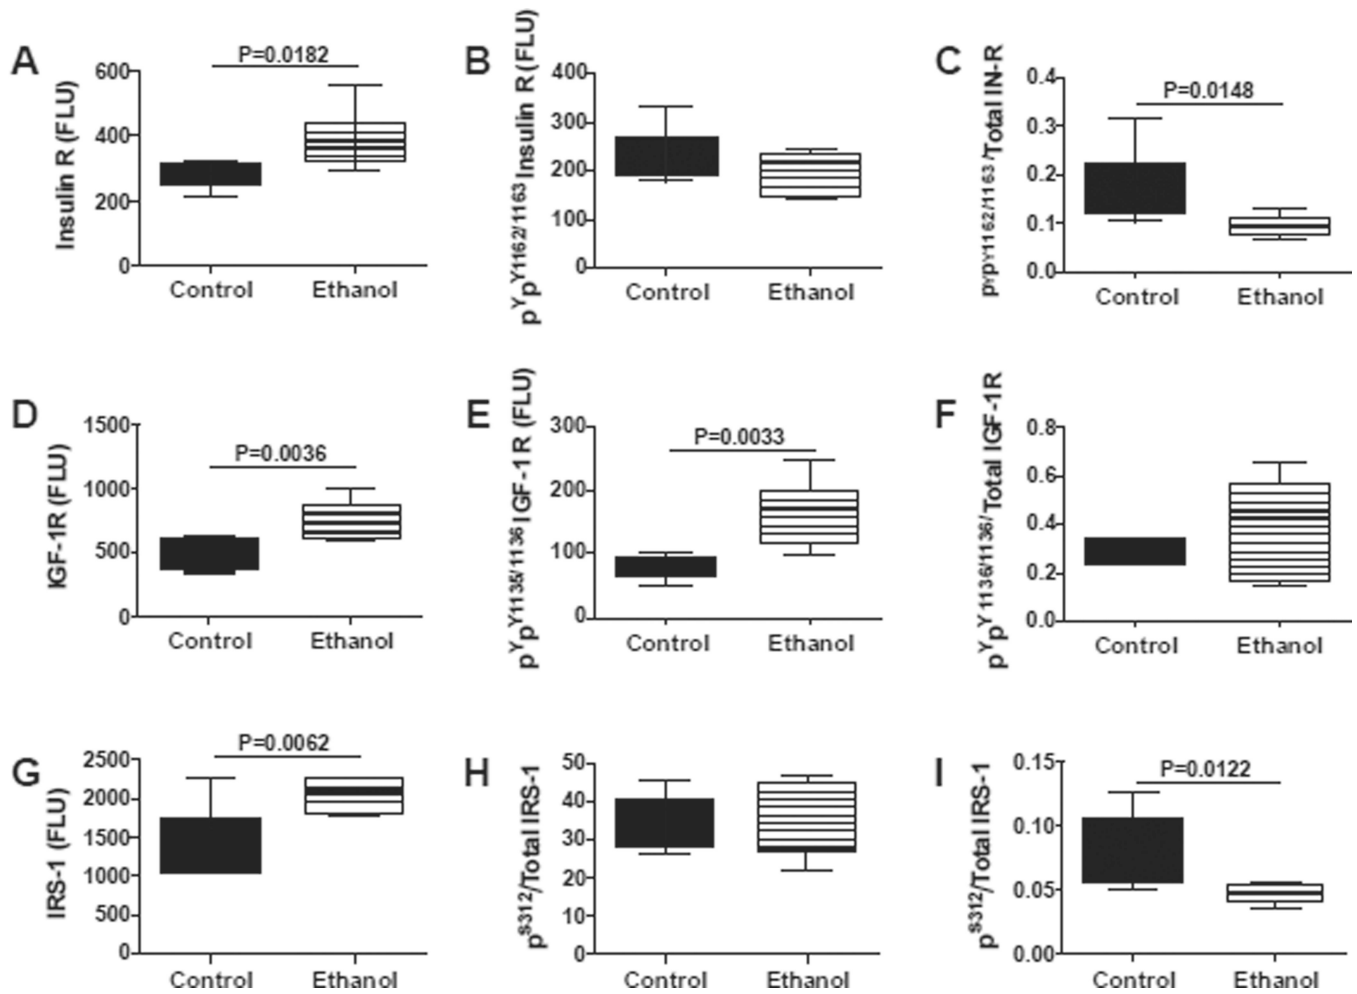 A
P=0.0182
Insulin R (FLU)
600
400
200
0
Control Ethanol
B
pYpY1162/1163Insulin R (FLU)
400
300
200
100
0
Control Ethanol
C
P=0.0148
pYpY1162/1163/Total IN-R
0.4
0.3
0.2
0.1
0.0
Control Ethanol
D
P=0.0036
IGF-1R (FLU)
1500
1000
500
0
Control Ethanol
E
P=0.0033
pYpY1135/1136IGF-1R (FLU)
300
200
100
0
Control Ethanol
F
pYpY1136/1136/Total IGF-1R
0.8
0.6
0.4
0.2
0.0
Control Ethanol
G
P=0.0062
IRS-1 (FLU)
2500
2000
1500
1000
500
0
Control Ethanol
H
pS312/Total IRS-1
50
40
30
20
10
0
Control Ethanol
I
P=0.0122
pS312/Total IRS-1
0.15
0.10
0.05
0.00
Control Ethanol